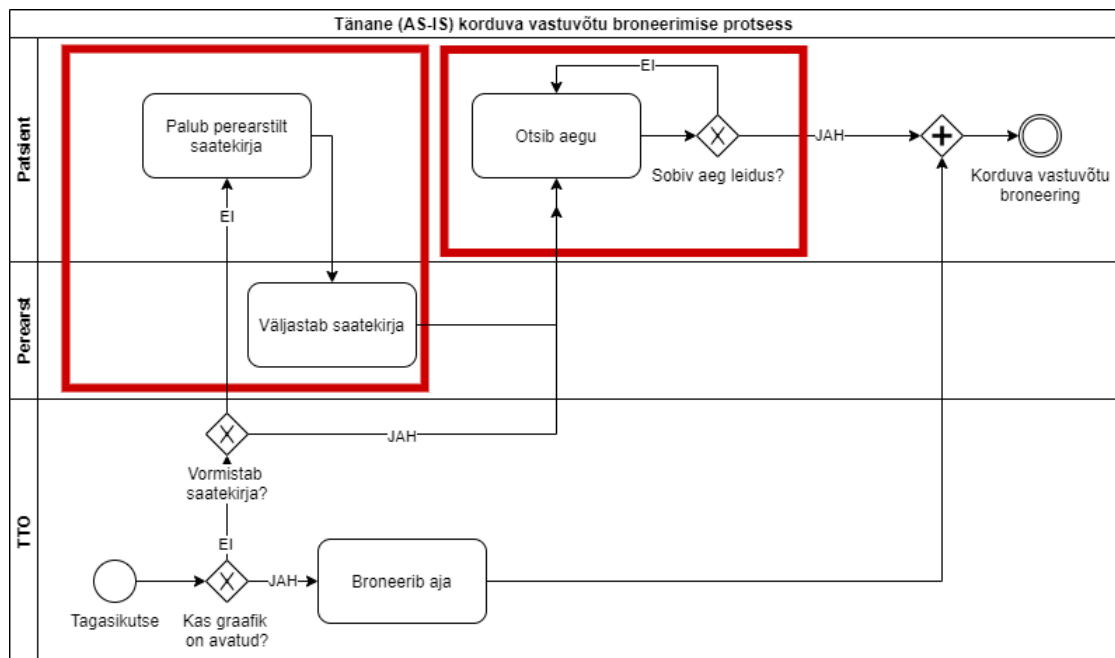 Tänane (AS-IS) korduva vastuvõtu broneerimise protsess
Patsient
Palub perearstilt
saatekirja
EI
Otsib aegu
EI
Sobiv aeg leidus?
JAH
Korduva vastuvõtu
broneering
Perearst
Väljastab saatekirja
TTO
Vormistab
saatekirja?
JAH
EI
Tagasikutse
Kas graafik
on avatud?
JAH
Broneerib aja